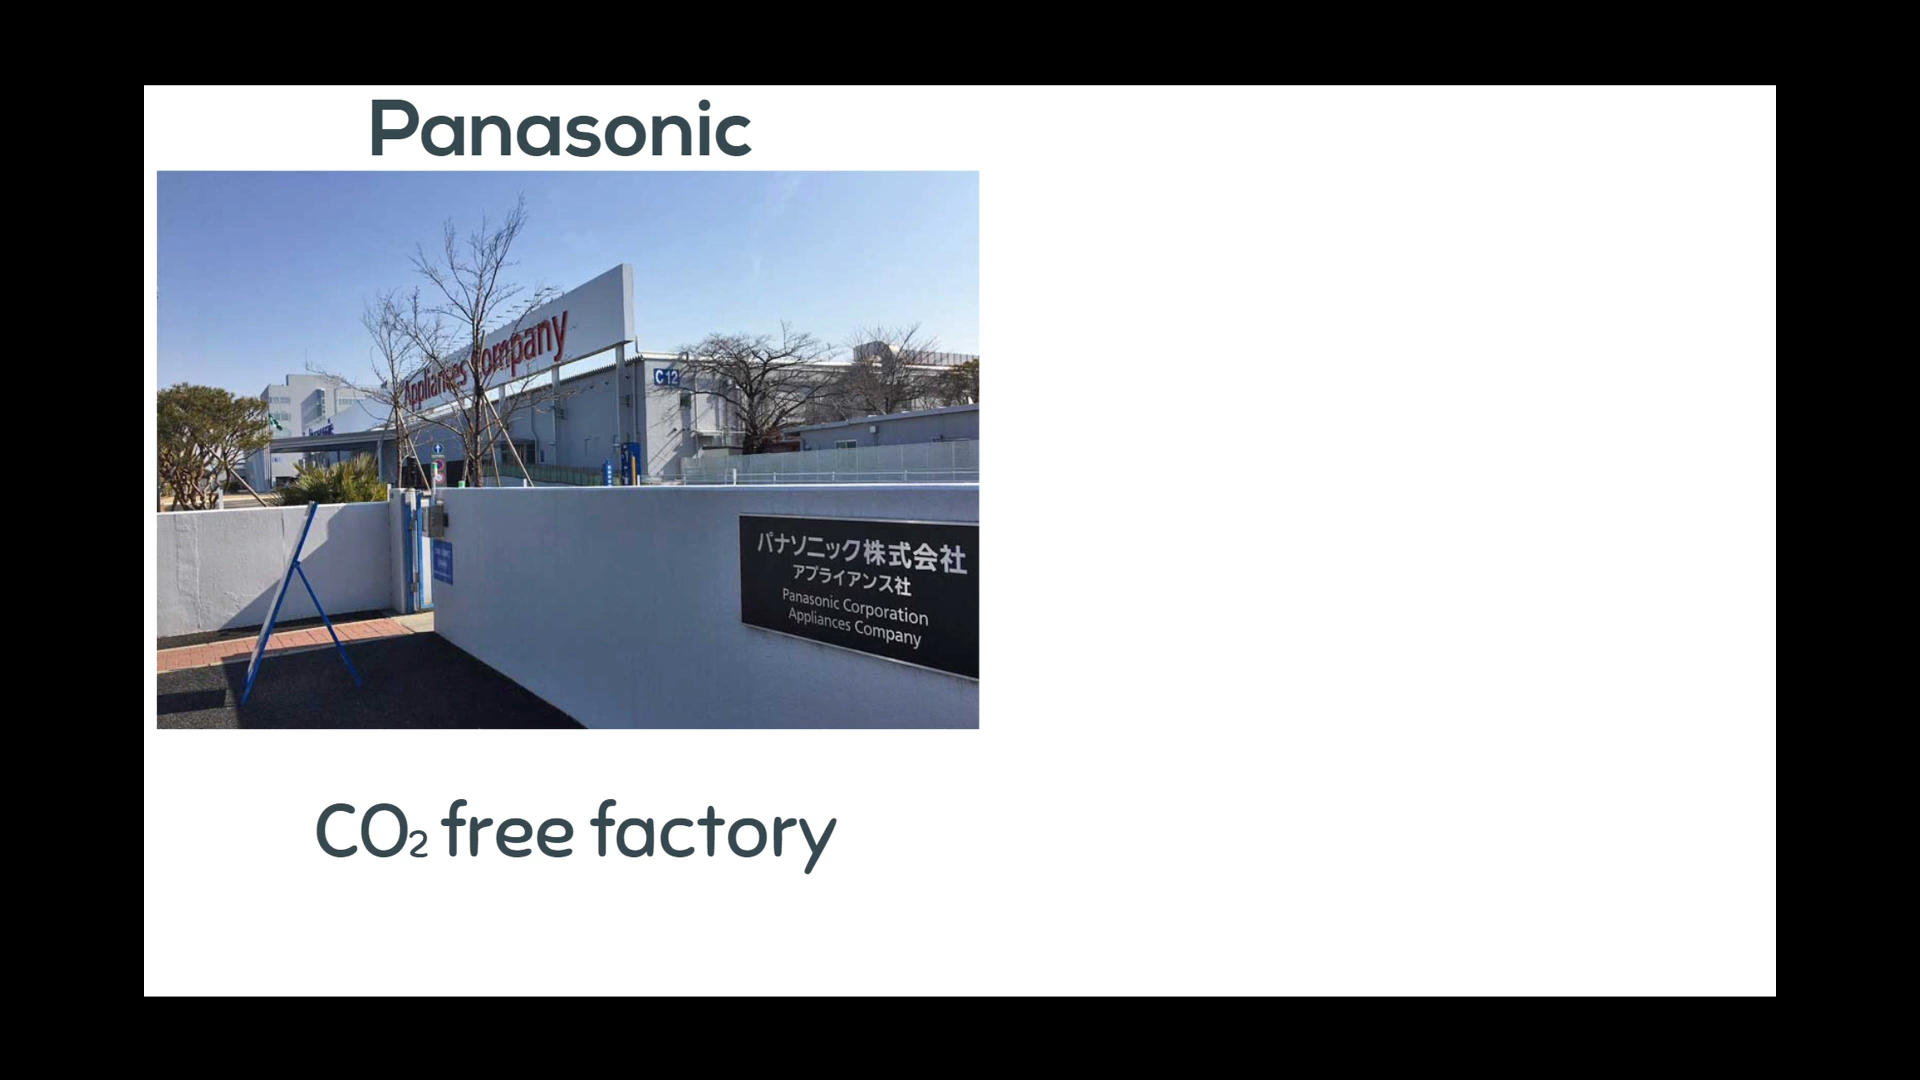 Panasonic
Appliances Company
C12
パナソニック株式会社
アプライアンス社
Panasonic Corporation
Appliances Company
CO₂ free factory